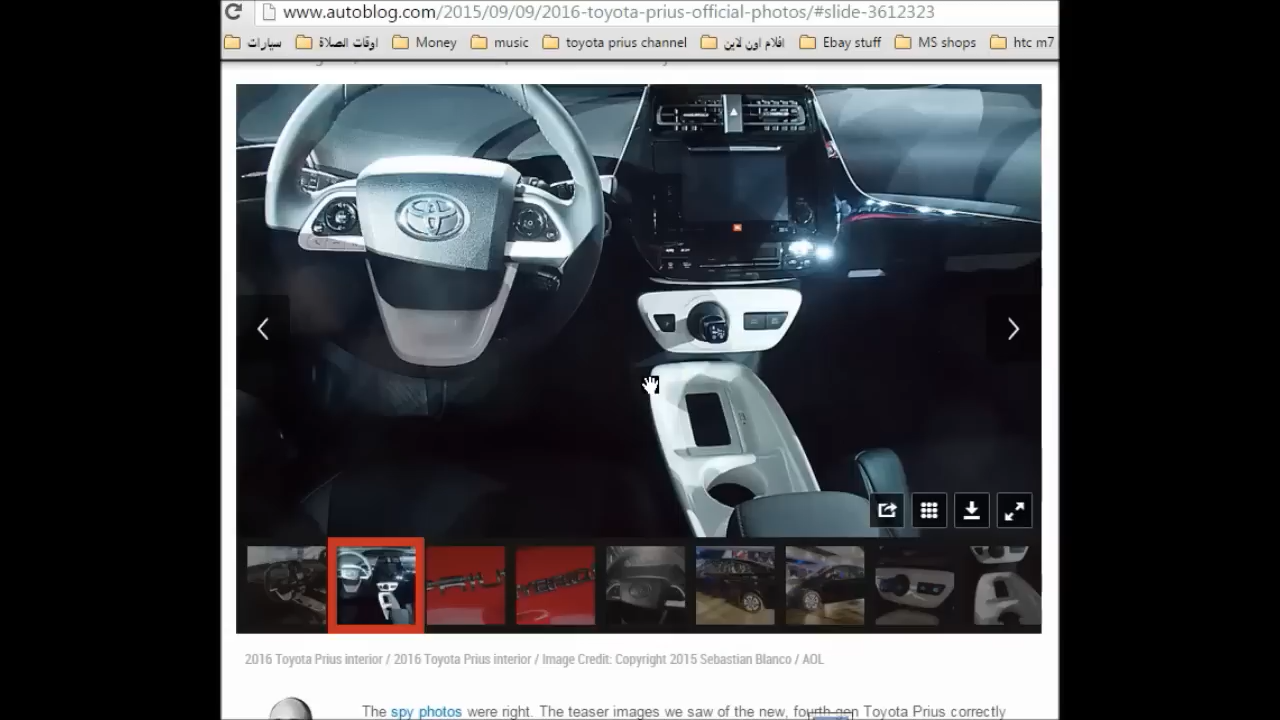 www.autoblog.com/2015/09/09/2016-toyota-prius-official-photos/#slide-3612323
سيارات اوقات الصلاة Money music toyota prius channel افلام اون لاين Ebay stuff MS shops htc m7
2016 Toyota Prius interior / 2016 Toyota Prius interior / Image Credit: Copyright 2015 Sebastian Blanco / AOL
The spy photos were right. The teaser images we saw of the new, fourth-gen Toyota Prius correctly